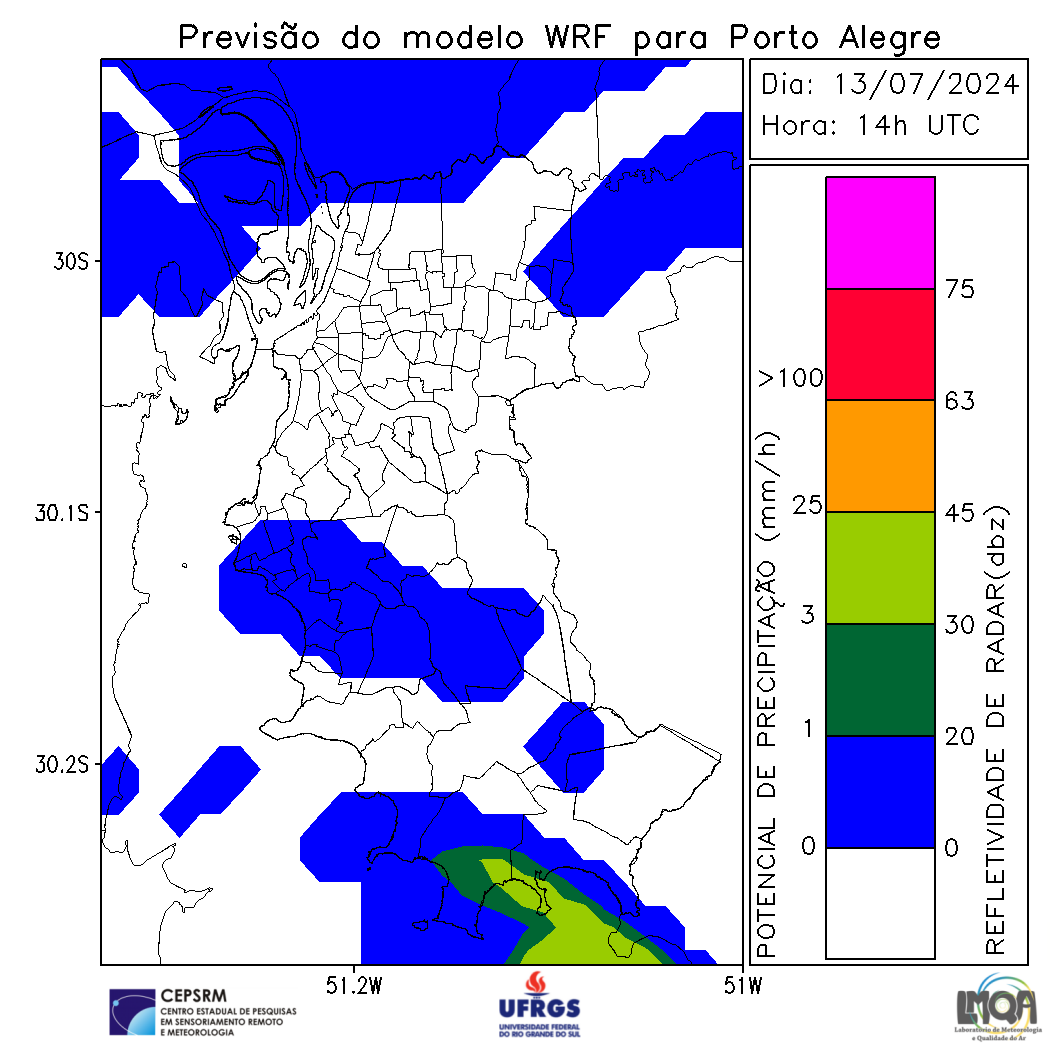 Previsão do modelo WRF para Porto Alegre
Dia: 13/07/2024
Hora: 14h UTC
30S
30.1S
30.2S
51.2W
51W
POTENCIAL DE PRECIPITAÇÃO (mm/h)
>100
25
3
1
0
75
63
45
30
20
0
REFLETIVIDADE DE RADAR(dbz)
CEPSRM
CENTRO ESTADUAL DE PESQUISAS
EM SENSORIAMENTO REMOTO
E METEOROLOGIA
UFRGS
UNIVERSIDADE FEDERAL
DO RIO GRANDE DO SUL
LMQA
Laboratório de Meteorologia
e Qualidade do Ar